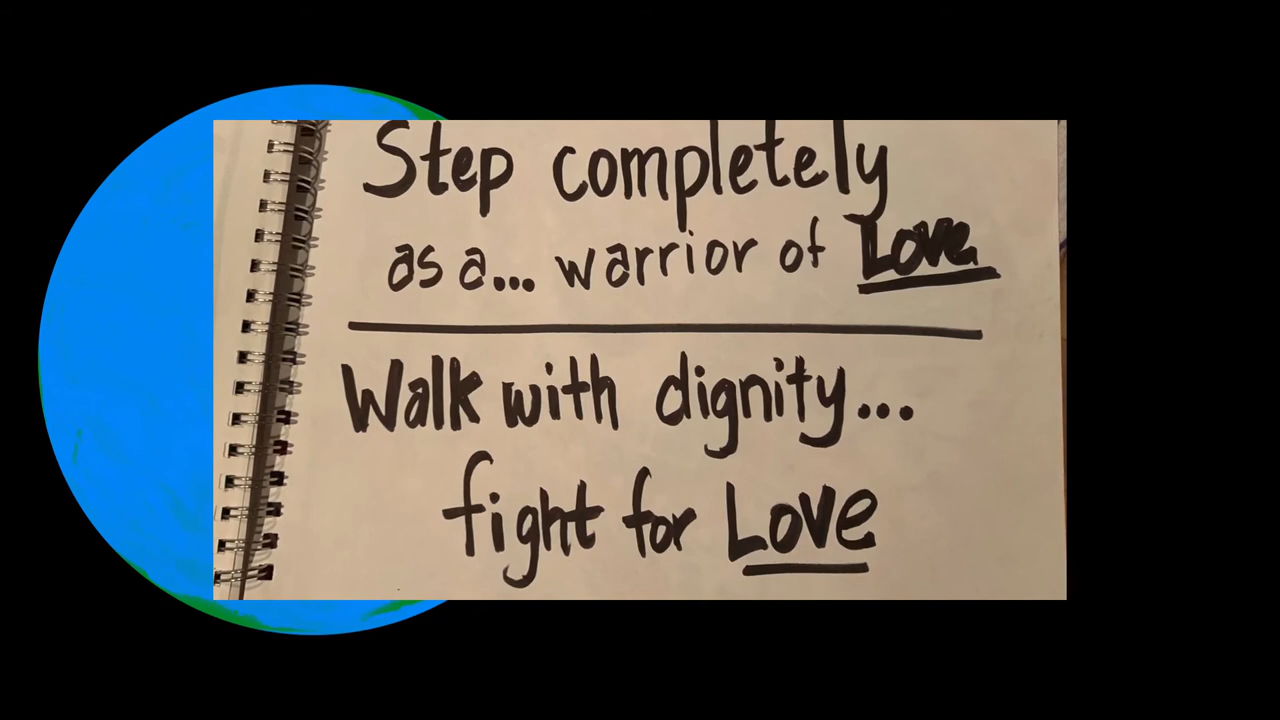 Step completely
as a... warrior of Love
Walk with dignity...
fight for Love